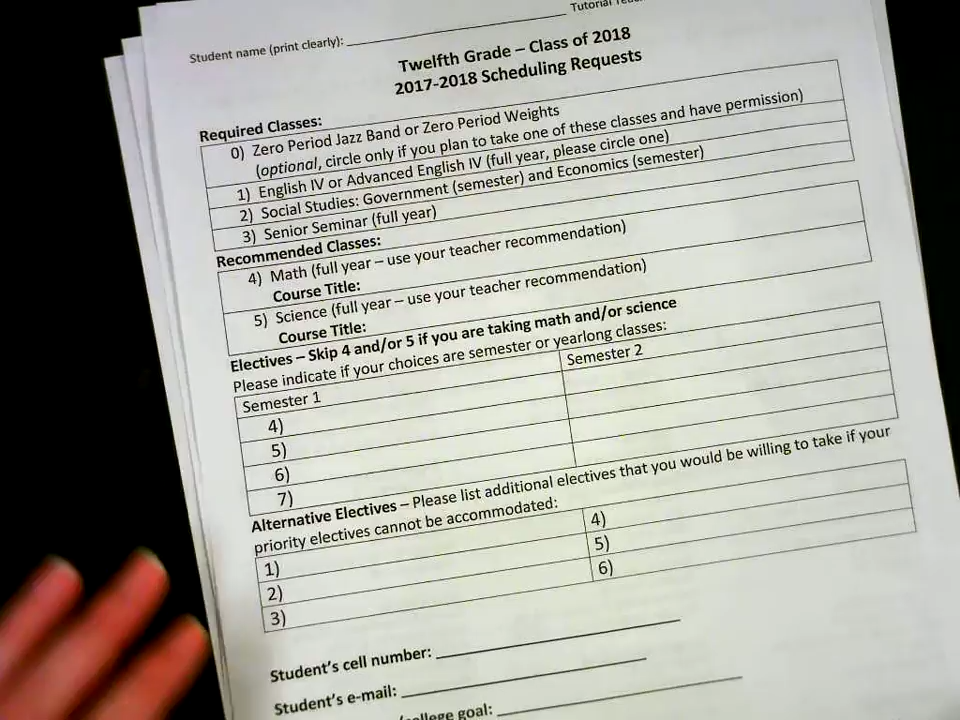 Student name (print clearly):
Tutorial
Twelfth Grade – Class of 2018
2017-2018 Scheduling Requests
Required Classes:
0) Zero Period Jazz Band or Zero Period Weights
(optional, circle only if you plan to take one of these classes and have permission)
1) English IV or Advanced English IV (full year, please circle one)
2) Social Studies: Government (semester) and Economics (semester)
3) Senior Seminar (full year)
Recommended Classes:
4) Math (full year – use your teacher recommendation)
Course Title:
5) Science (full year – use your teacher recommendation)
Course Title:
Electives – Skip 4 and/or 5 if you are taking math and/or science
Please indicate if your choices are semester or yearlong classes:
Semester 1 Semester 2
4)
5)
6)
7)
Alternative Electives – Please list additional electives that you would be willing to take if your
priority electives cannot be accommodated:
1) 4)
2) 5)
3) 6)
Student's cell number:
Student's e-mail:
/college goal: